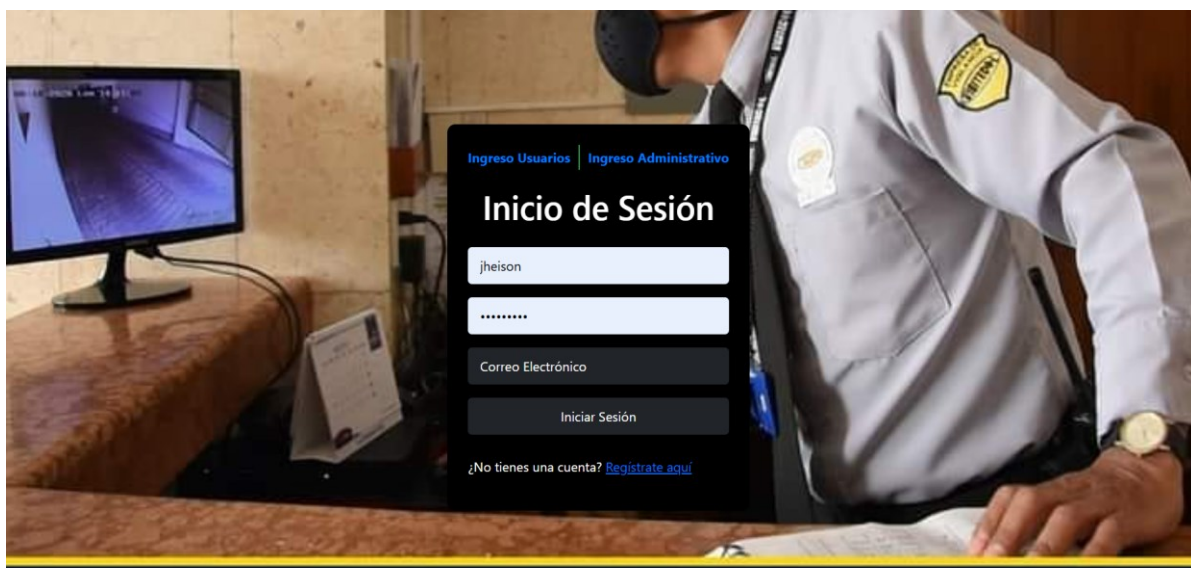 Ingreso Usuarios Ingreso Administrativo
Inicio de Sesión
jheison
•••••••••
Correo Electrónico
Iniciar Sesión
¿No tienes una cuenta? Regístrate aquí